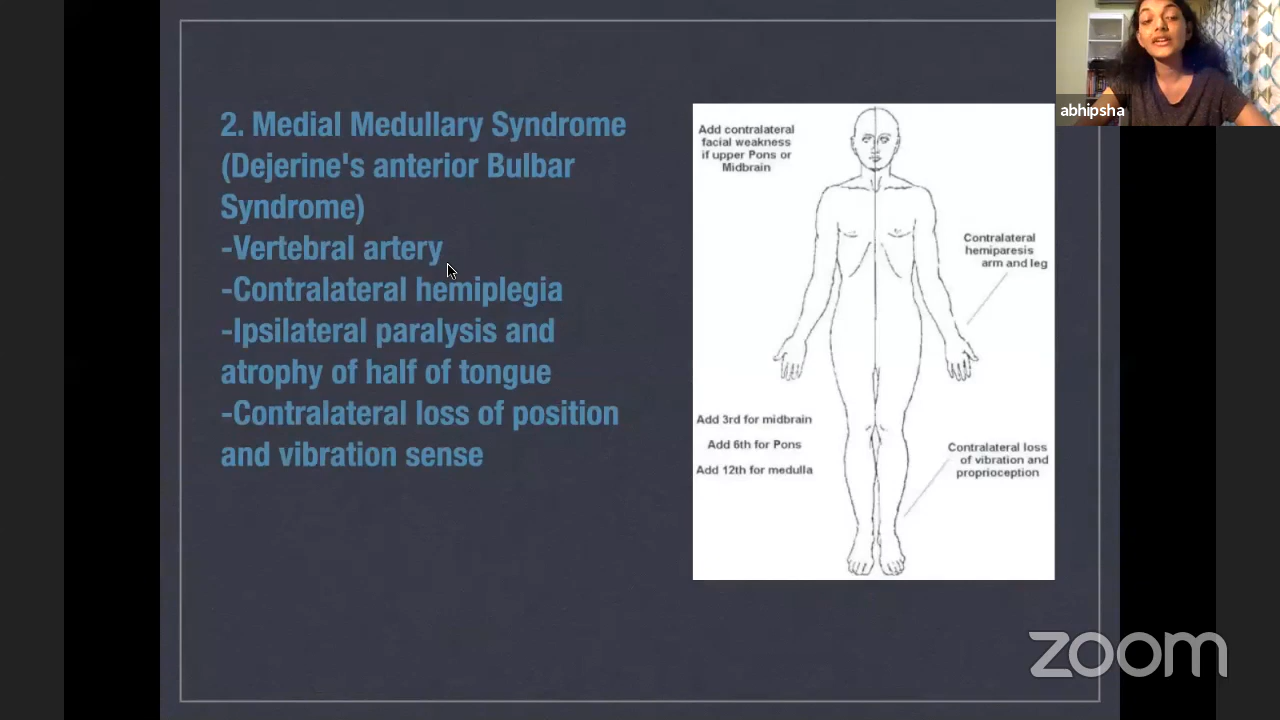 2. Medial Medullary Syndrome
(Dejerine's anterior Bulbar
Syndrome)
-Vertebral artery
-Contralateral hemiplegia
-Ipsilateral paralysis and
atrophy of half of tongue
-Contralateral loss of position
and vibration sense
Add contralateral
facial weakness
if upper Pons or
Midbrain
Contralateral
hemiparesis
arm and leg
Add 3rd for midbrain
Add 6th for Pons
Add 12th for medulla
Contralateral loss
of vibration and
proprioception
abhipsha
zoom